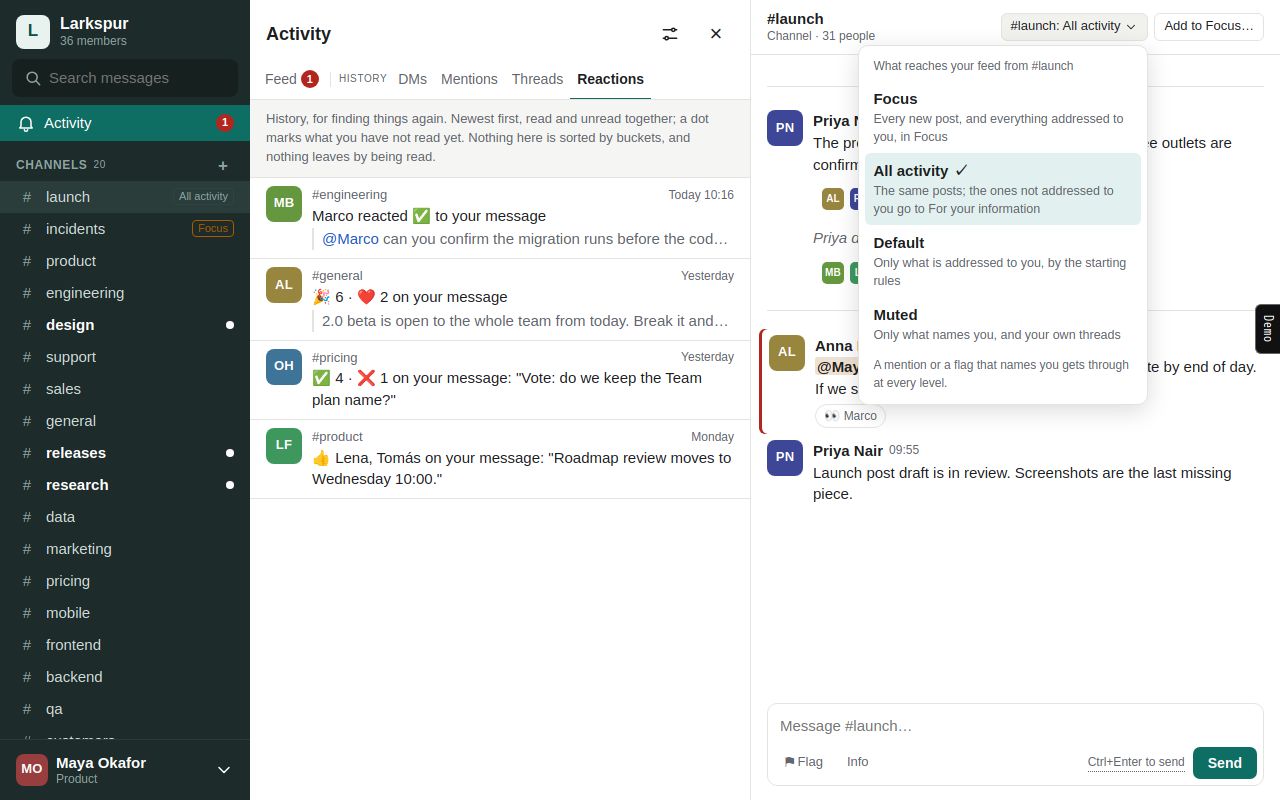 L
Larkspur
36 members
Search messages
Activity
1
CHANNELS 20
+
# launch All activity
# incidents Focus
# product
# engineering
# design
# support
# sales
# general
# releases
# research
# data
# marketing
# pricing
# mobile
# frontend
# backend
# qa
MO
Maya Okafor
Product
Activity
Feed 1 HISTORY DMs Mentions Threads Reactions
History, for finding things again. Newest first, read and unread together; a dot
marks what you have not read yet. Nothing here is sorted by buckets, and
nothing leaves by being read.
MB
#engineering Today 10:16
Marco reacted ✅ to your message
@Marco can you confirm the migration runs before the cod…
AL
#general Yesterday
🎉 6 · ❤️ 2 on your message
2.0 beta is open to the whole team from today. Break it and…
OH
#pricing Yesterday
✅ 4 · ❌ 1 on your message: "Vote: do we keep the Team
plan name?"
LF
#product Monday
👍 Lena, Tomás on your message: "Roadmap review moves to
Wednesday 10:00."
#launch
Channel · 31 people
#launch: All activity
Add to Focus…
What reaches your feed from #launch
Focus
Every new post, and everything addressed to
you, in Focus
All activity ✓
The same posts; the ones not addressed to
you go to For your information
Default
Only what is addressed to you, by the starting
rules
Muted
Only what names you, and your own threads
A mention or a flag that names you gets through
at every level.
PN
Priya
The outlets are
AL
Priya
MB
AL
Anna
@May te by end of day.
If we
👀 Marco
PN
Priya Nair 09:55
Launch post draft is in review. Screenshots are the last missing
piece.
Demo
Message #launch…
Flag Info Ctrl+Enter to send Send